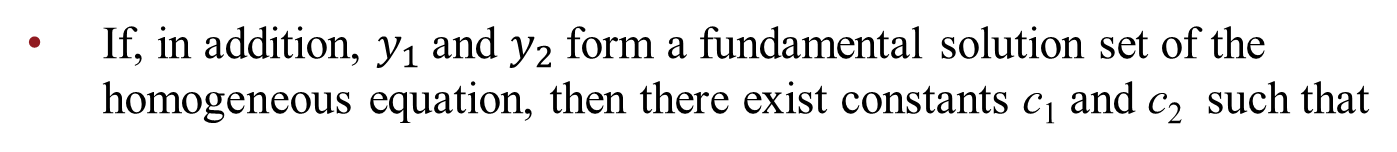 • If, in addition, y₁ and y₂ form a fundamental solution set of the
homogeneous equation, then there exist constants c₁ and c₂ such that